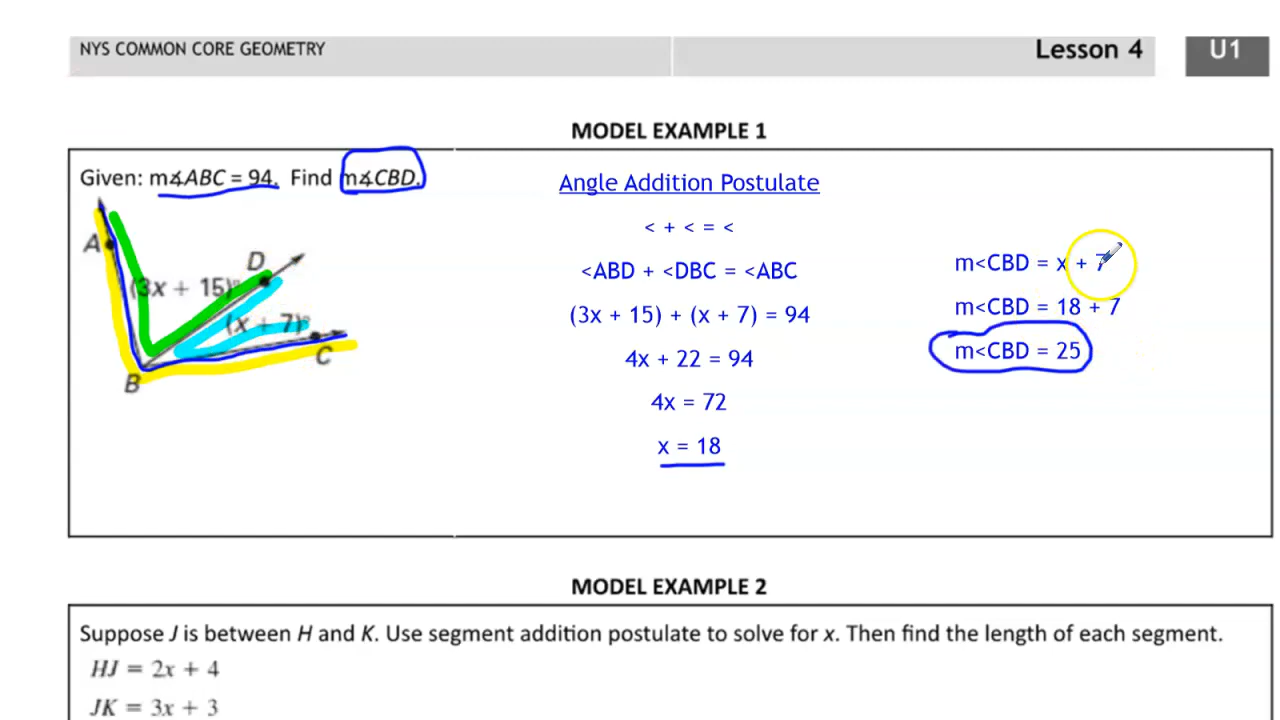 NYS COMMON CORE GEOMETRY
Lesson 4
U1
MODEL EXAMPLE 1
Given: m∡ABC = 94. Find m∡CBD.
A
D
(3x + 15)°
(x + 7)°
B
C
Angle Addition Postulate
< + < = <
<ABD + <DBC = <ABC
(3x + 15) + (x + 7) = 94
4x + 22 = 94
4x = 72
x = 18
m<CBD = x + 7
m<CBD = 18 + 7
m<CBD = 25
MODEL EXAMPLE 2
Suppose J is between H and K. Use segment addition postulate to solve for x. Then find the length of each segment.
HJ = 2x + 4
JK = 3x + 3